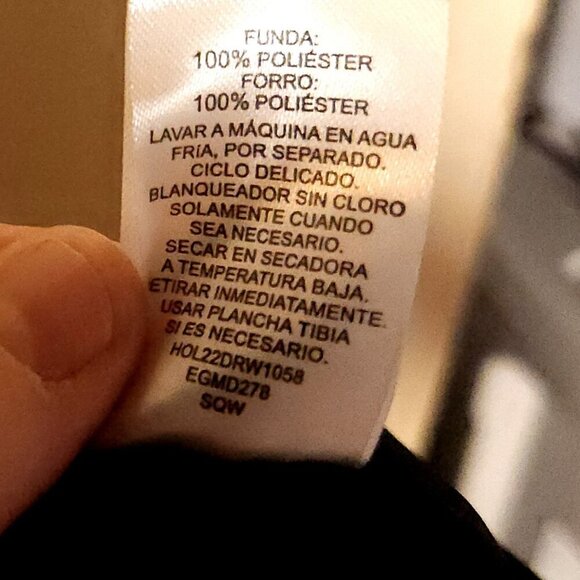 FUNDA:
100% POLIÉSTER
FORRO:
100% POLIÉSTER
LAVAR A MÁQUINA EN AGUA
FRÍA, POR SEPARADO.
CICLO DELICADO.
BLANQUEADOR SIN CLORO
SOLAMENTE CUANDO
SEA NECESARIO.
SECAR EN SECADORA
A TEMPERATURA BAJA.
ETIRAR INMEDIATAMENTE.
USAR PLANCHA TIBIA
SI ES NECESARIO.
HOL22DRW1058
EGMD278
SQW